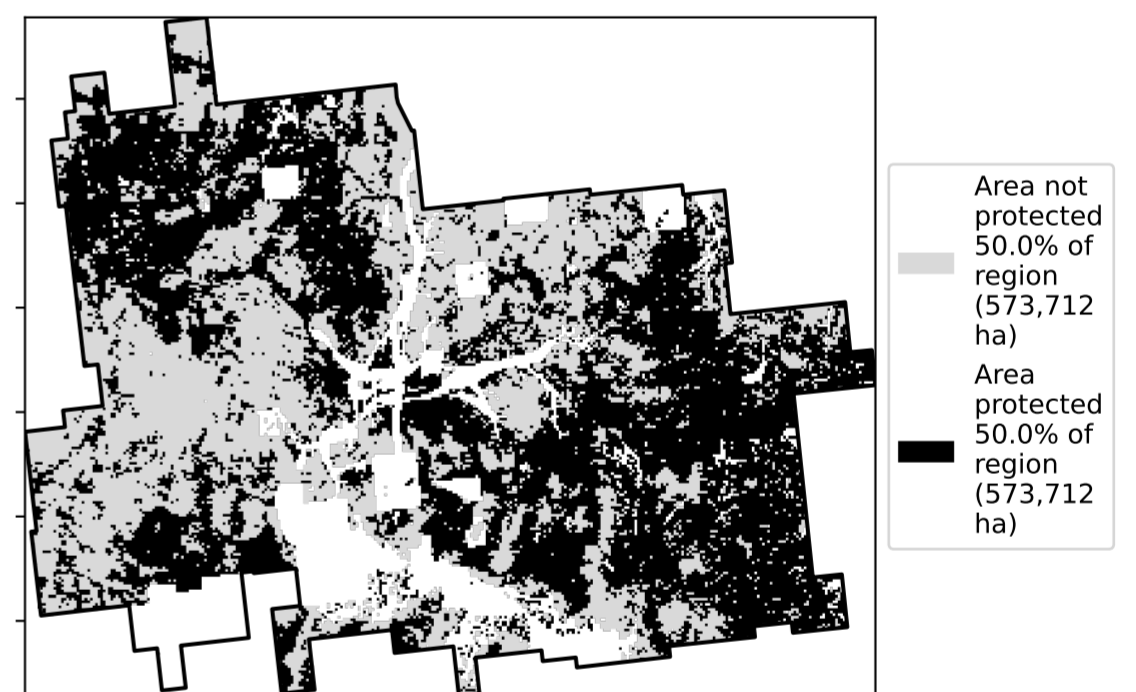 Area not
protected
50.0% of
region
(573,712
ha)
Area
protected
50.0% of
region
(573,712
ha)